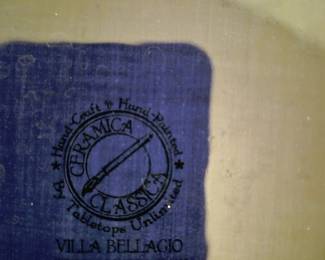 ★ Hand-Craft & Hand-Painted ★
by Tabletops Unlimited
CERAMICA
CLASSICA
VILLA BELLAGIO